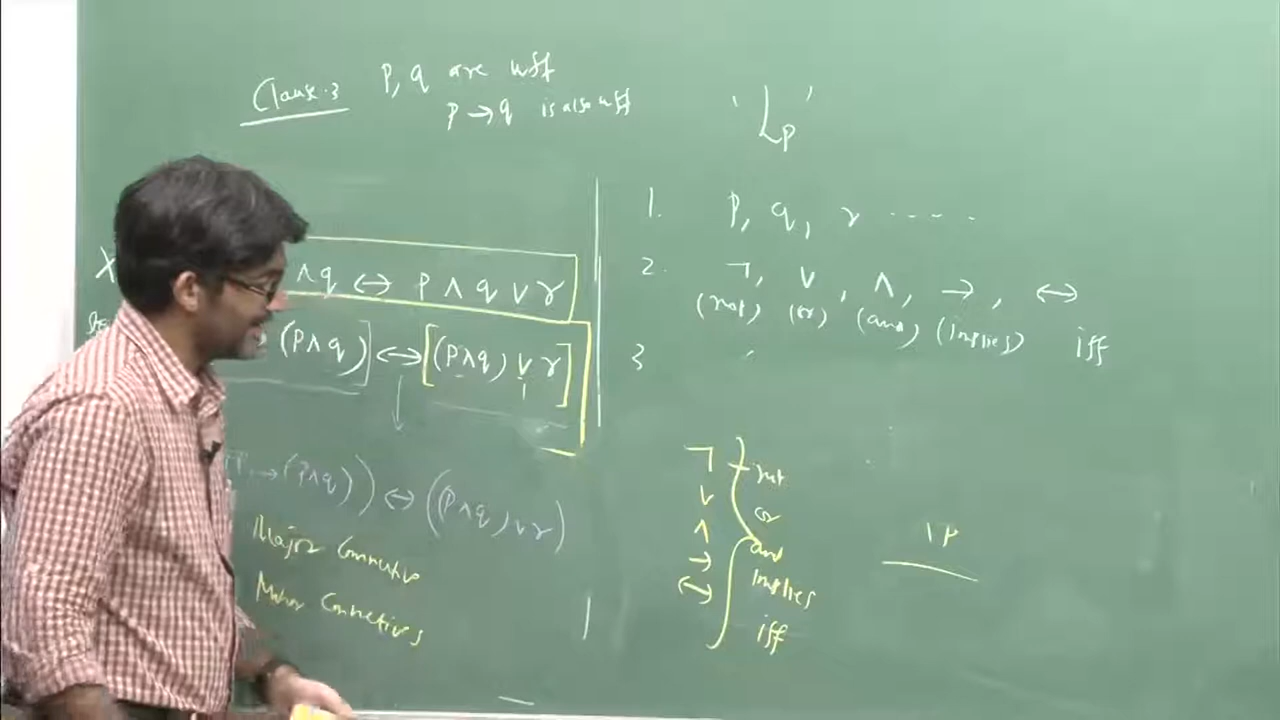 Clause.3 P, q are wff
P → q is also wff
∧ q ↔ P ∧ q ∨ r
(P∧q)] ↔ [(P∧q) ∨ r]
→ (P∧q)) ↔ ((P∧q) ∨ r)
Major Connective
Minor Connectives
'Lp'
1. P, q, r .....
2. ¬, ∨, ∧, →, ↔
(not) (or) (and) (implies) iff
3
¬ not
∨ or
∧ and
→ implies
↔ iff